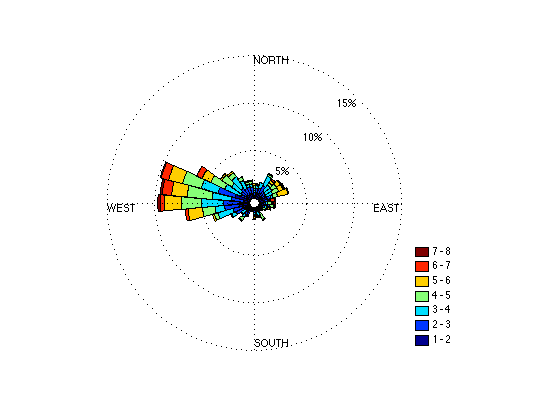 NORTH
15%
10%
5%
WEST
EAST
SOUTH
7 - 8
6 - 7
5 - 6
4 - 5
3 - 4
2 - 3
1 - 2